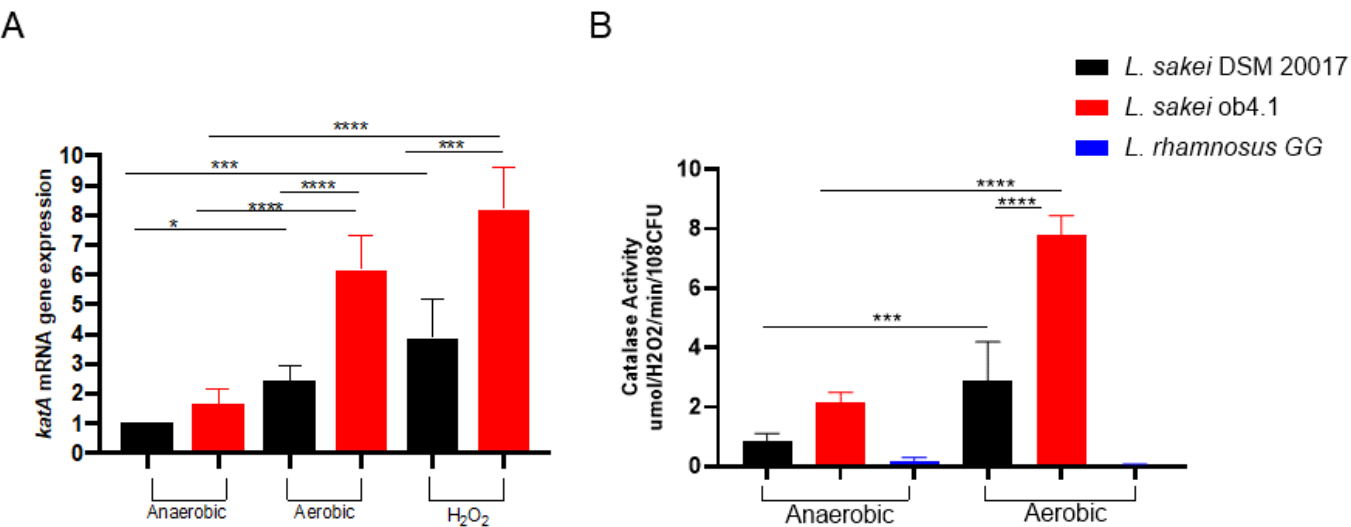 A
B
L. sakei DSM 20017
L. sakei ob4.1
L. rhamnosus GG
katA mRNA gene expression
10
9
8
7
6
5
4
3
2
1
0
****
***
***
****
****
*
Anaerobic
Aerobic
H₂O₂
Catalase Activity
umol/H2O2/min/108CFU
10
8
6
4
2
0
****
****
***
Anaerobic
Aerobic